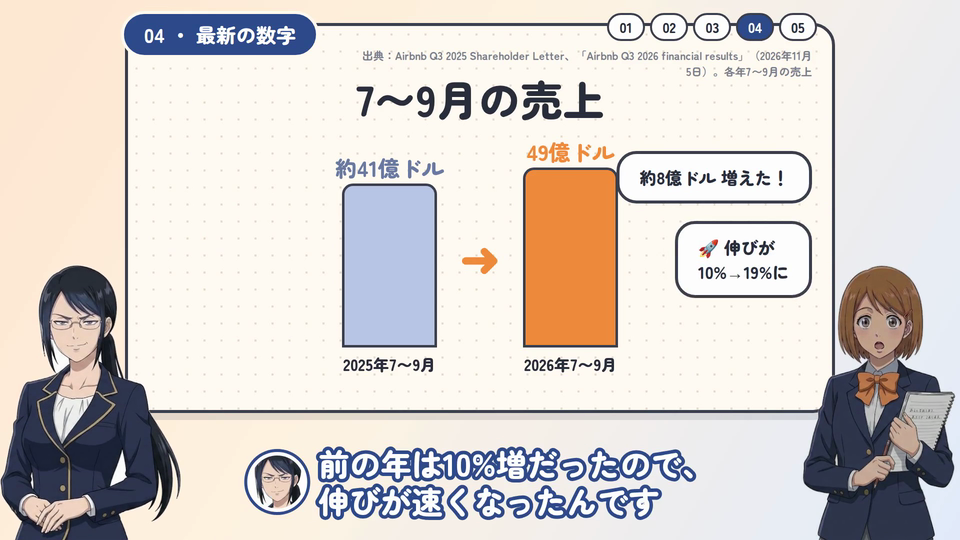 04 ・ 最新の数字
01 02 03 04 05
出典：Airbnb Q3 2025 Shareholder Letter、「Airbnb Q3 2026 financial results」（2026年11月
5日）。各年7〜9月の売上
7〜9月の売上
約41億ドル
49億ドル
約8億ドル 増えた！
🚀 伸びが
10%→19%に
→
2025年7〜9月
2026年7〜9月
前の年は10%増だったので、
伸びが速くなったんです